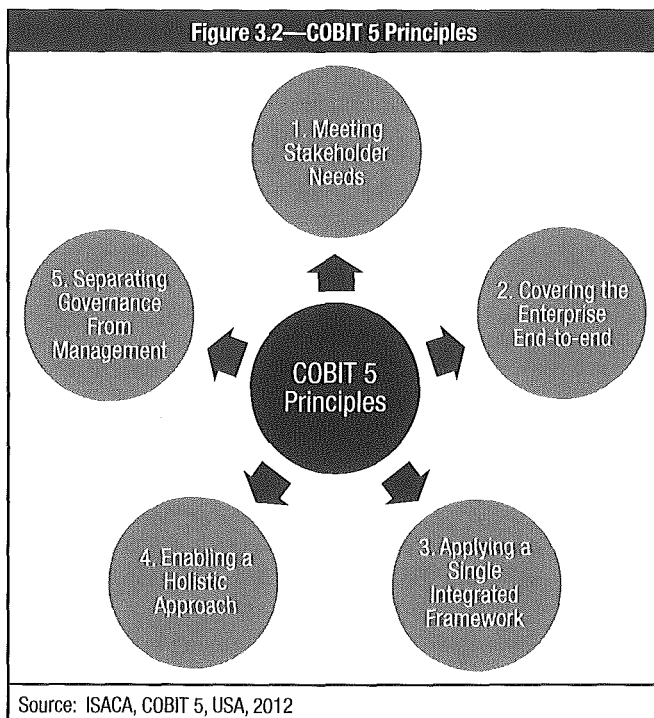 Figure 3.2—COBIT 5 Principles
1. Meeting
Stakeholder
Needs
5. Separating
Governance
From
Management
2. Covering the
Enterprise
End-to-end
COBIT 5
Principles
4. Enabling a
Holistic
Approach
3. Applying a
Single
Integrated
Framework
Source: ISACA, COBIT 5, USA, 2012